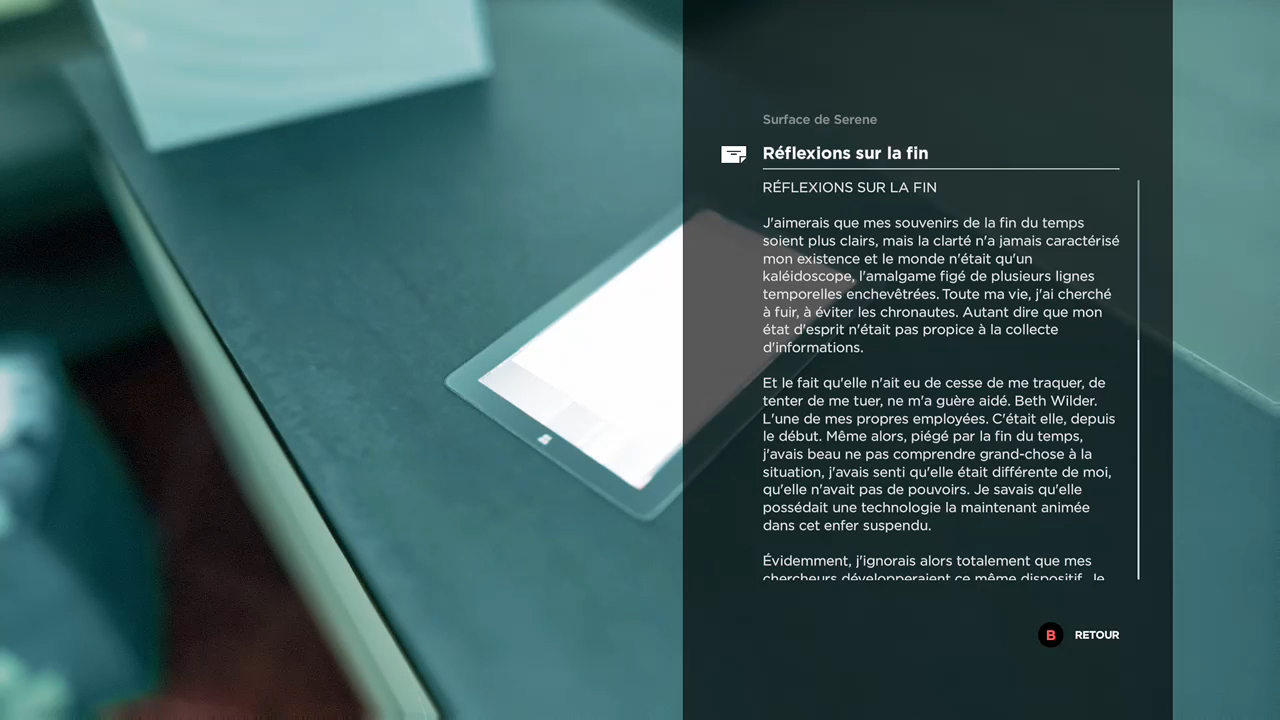 Surface de Serene
Réflexions sur la fin
RÉFLEXIONS SUR LA FIN
J'aimerais que mes souvenirs de la fin du temps
soient plus clairs, mais la clarté n'a jamais caractérisé
mon existence et le monde n'était qu'un
kaléidoscope, l'amalgame figé de plusieurs lignes
temporelles enchevêtrées. Toute ma vie, j'ai cherché
à fuir, à éviter les chronautes. Autant dire que mon
état d'esprit n'était pas propice à la collecte
d'informations.
Et le fait qu'elle n'ait eu de cesse de me traquer, de
tenter de me tuer, ne m'a guère aidé. Beth Wilder.
L'une de mes propres employées. C'était elle, depuis
le début. Même alors, piégé par la fin du temps,
j'avais beau ne pas comprendre grand-chose à la
situation, j'avais senti qu'elle était différente de moi,
qu'elle n'avait pas de pouvoirs. Je savais qu'elle
possédait une technologie la maintenant animée
dans cet enfer suspendu.
Évidemment, j'ignorais alors totalement que mes
chercheurs développeraient ce même dispositif. Je
B RETOUR